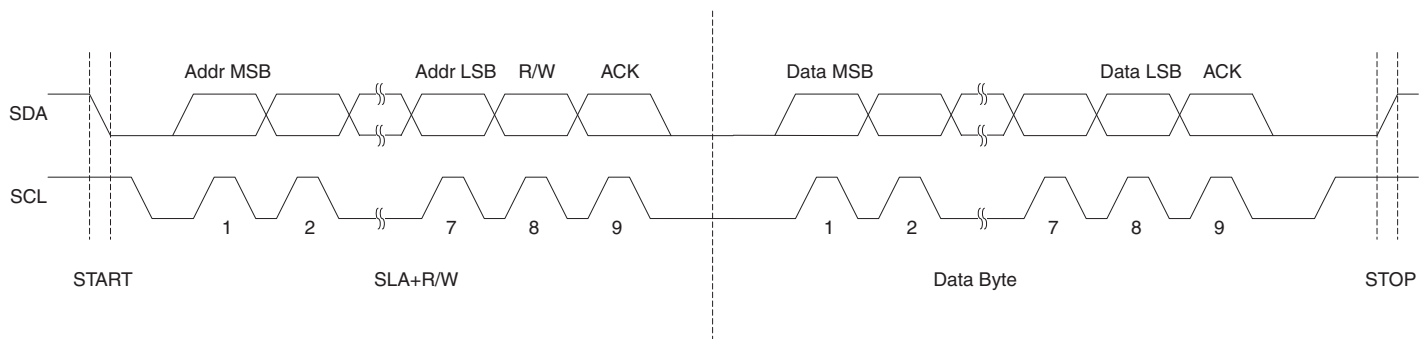 Addr MSB Addr LSB R/W ACK Data MSB Data LSB ACK
SDA
SCL
1 2 7 8 9 1 2 7 8 9
START SLA+R/W Data Byte STOP